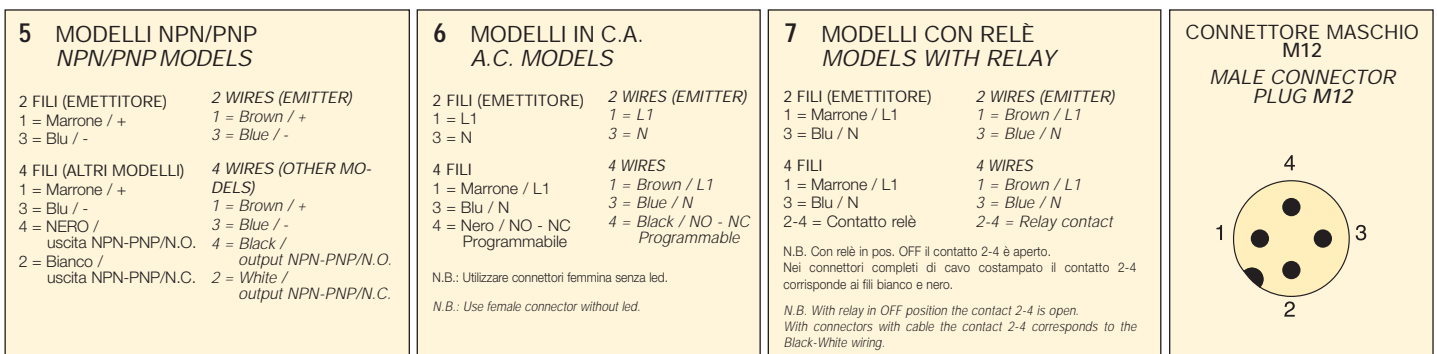 5 MODELLI NPN/PNP
NPN/PNP MODELS
2 FILI (EMETTITORE)
1 = Marrone / +
3 = Blu / -
4 FILI (ALTRI MODELLI)
1 = Marrone / +
3 = Blu / -
4 = NERO /
uscita NPN-PNP/N.O.
2 = Bianco /
uscita NPN-PNP/N.C.
2 WIRES (EMITTER)
1 = Brown / +
3 = Blue / -
4 WIRES (OTHER MO-
DELS)
1 = Brown / +
3 = Blue / -
4 = Black /
output NPN-PNP/N.O.
2 = White /
output NPN-PNP/N.C.
6 MODELLI IN C.A.
A.C. MODELS
2 FILI (EMETTITORE)
1 = L1
3 = N
4 FILI
1 = Marrone / L1
3 = Blu / N
4 = Nero / NO - NC
Programmabile
2 WIRES (EMITTER)
1 = L1
3 = N
4 WIRES
1 = Brown / L1
3 = Blue / N
4 = Black / NO - NC
Programmable
N.B.: Utilizzare connettori femmina senza led.
N.B.: Use female connector without led.
7 MODELLI CON RELÈ
MODELS WITH RELAY
2 FILI (EMETTITORE)
1 = Marrone / L1
3 = Blu / N
4 FILI
1 = Marrone / L1
3 = Blu / N
2-4 = Contatto relè
2 WIRES (EMITTER)
1 = Brown / L1
3 = Blue / N
4 WIRES
1 = Brown / L1
3 = Blue / N
2-4 = Relay contact
N.B. Con relè in pos. OFF il contatto 2-4 è aperto.
Nei connettori completi di cavo costampato il contatto 2-4
corrisponde ai fili bianco e nero.
N.B. With relay in OFF position the contact 2-4 is open.
With connectors with cable the contact 2-4 corresponds to the
Black-White wiring.
CONNETTORE MASCHIO
M12
MALE CONNECTOR
PLUG M12
4
1
3
2